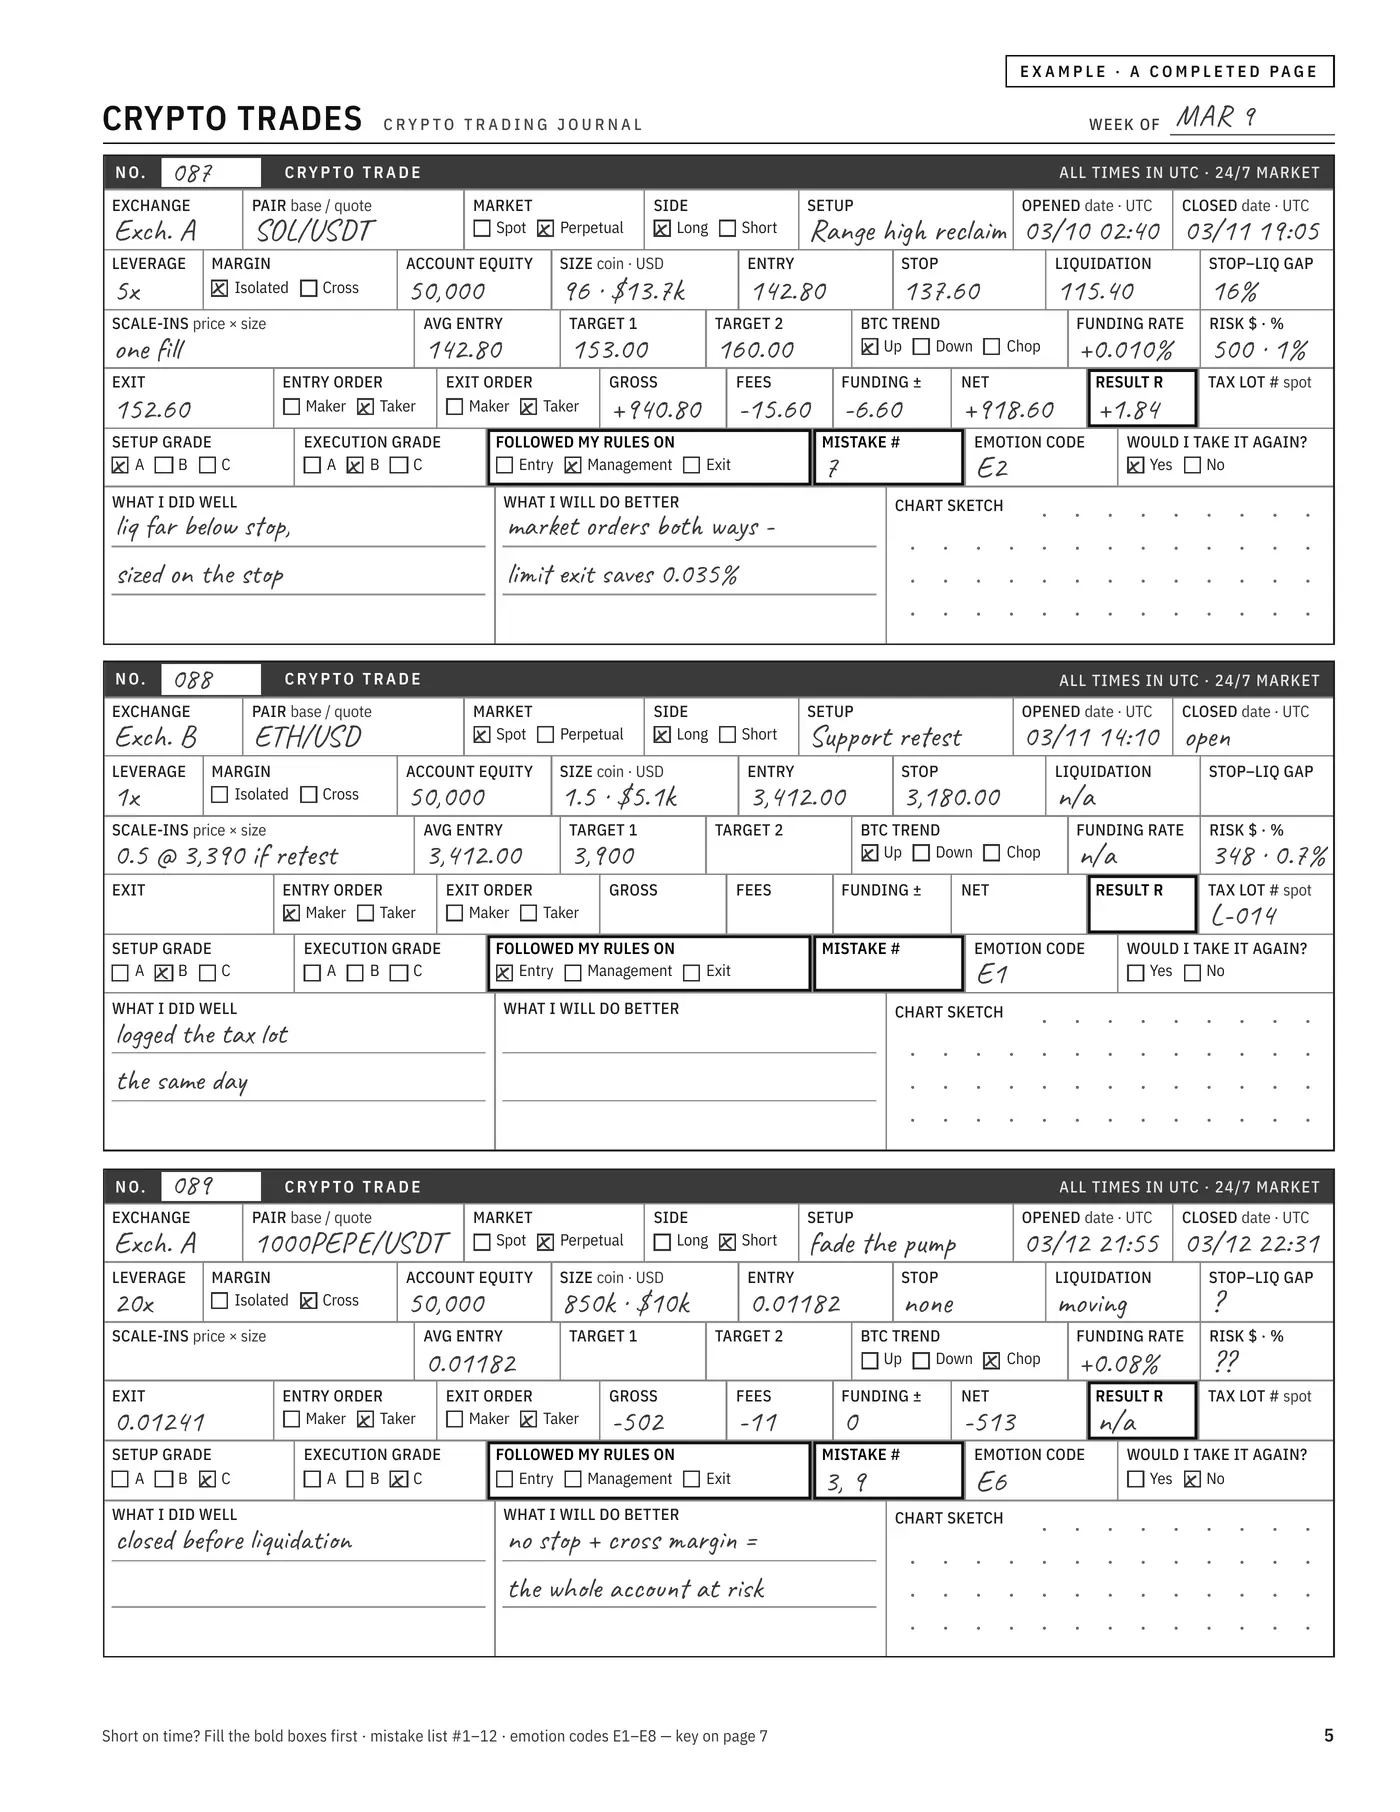 EXAMPLE · A COMPLETED PAGE
CRYPTO TRADES CRYPTO TRADING JOURNAL WEEK OF MAR 9
NO. 087 CRYPTO TRADE ALL TIMES IN UTC · 24/7 MARKET
EXCHANGE PAIR base / quote MARKET SIDE SETUP OPENED date · UTC CLOSED date · UTC
Exch. A SOL/USDT Spot Perpetual Long Short Range high reclaim 03/10 02:40 03/11 19:05
LEVERAGE MARGIN ACCOUNT EQUITY SIZE coin · USD ENTRY STOP LIQUIDATION STOP–LIQ GAP
5x Isolated Cross 50,000 96 · $13.7k 142.80 137.60 115.40 16%
SCALE-INS price × size AVG ENTRY TARGET 1 TARGET 2 BTC TREND FUNDING RATE RISK $ · %
one fill 142.80 153.00 160.00 Up Down Chop +0.010% 500 · 1%
EXIT ENTRY ORDER EXIT ORDER GROSS FEES FUNDING ± NET RESULT R TAX LOT # spot
152.60 Maker Taker Maker Taker +940.80 -15.60 -6.60 +918.60 +1.84
SETUP GRADE EXECUTION GRADE FOLLOWED MY RULES ON MISTAKE # EMOTION CODE WOULD I TAKE IT AGAIN?
A B C A B C Entry Management Exit 7 E2 Yes No
WHAT I DID WELL WHAT I WILL DO BETTER CHART SKETCH
liq far below stop, market orders both ways -
sized on the stop limit exit saves 0.035%
NO. 088 CRYPTO TRADE ALL TIMES IN UTC · 24/7 MARKET
EXCHANGE PAIR base / quote MARKET SIDE SETUP OPENED date · UTC CLOSED date · UTC
Exch. B ETH/USD Spot Perpetual Long Short Support retest 03/11 14:10 open
LEVERAGE MARGIN ACCOUNT EQUITY SIZE coin · USD ENTRY STOP LIQUIDATION STOP–LIQ GAP
1x Isolated Cross 50,000 1.5 · $5.1k 3,412.00 3,180.00 n/a
SCALE-INS price × size AVG ENTRY TARGET 1 TARGET 2 BTC TREND FUNDING RATE RISK $ · %
0.5 @ 3,390 if retest 3,412.00 3,900 Up Down Chop n/a 348 · 0.7%
EXIT ENTRY ORDER EXIT ORDER GROSS FEES FUNDING ± NET RESULT R TAX LOT # spot
Maker Taker Maker Taker L-014
SETUP GRADE EXECUTION GRADE FOLLOWED MY RULES ON MISTAKE # EMOTION CODE WOULD I TAKE IT AGAIN?
A B C A B C Entry Management Exit E1 Yes No
WHAT I DID WELL WHAT I WILL DO BETTER CHART SKETCH
logged the tax lot
the same day
NO. 089 CRYPTO TRADE ALL TIMES IN UTC · 24/7 MARKET
EXCHANGE PAIR base / quote MARKET SIDE SETUP OPENED date · UTC CLOSED date · UTC
Exch. A 1000PEPE/USDT Spot Perpetual Long Short fade the pump 03/12 21:55 03/12 22:31
LEVERAGE MARGIN ACCOUNT EQUITY SIZE coin · USD ENTRY STOP LIQUIDATION STOP–LIQ GAP
20x Isolated Cross 50,000 850k · $10k 0.01182 none moving ?
SCALE-INS price × size AVG ENTRY TARGET 1 TARGET 2 BTC TREND FUNDING RATE RISK $ · %
0.01182 Up Down Chop +0.08% ??
EXIT ENTRY ORDER EXIT ORDER GROSS FEES FUNDING ± NET RESULT R TAX LOT # spot
0.01241 Maker Taker Maker Taker -502 -11 0 -513 n/a
SETUP GRADE EXECUTION GRADE FOLLOWED MY RULES ON MISTAKE # EMOTION CODE WOULD I TAKE IT AGAIN?
A B C A B C Entry Management Exit 3, 9 E6 Yes No
WHAT I DID WELL WHAT I WILL DO BETTER CHART SKETCH
closed before liquidation no stop + cross margin =
the whole account at risk
Short on time? Fill the bold boxes first · mistake list #1–12 · emotion codes E1–E8 — key on page 7 5